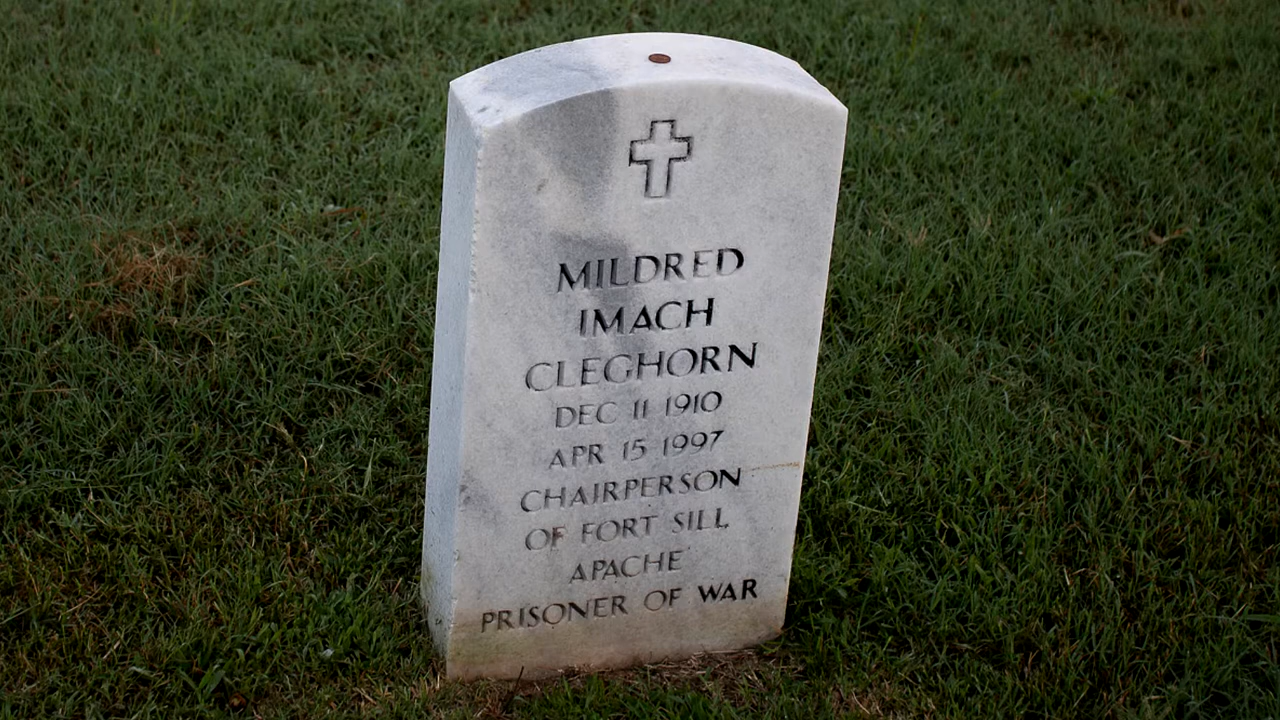 MILDRED
IMACH
CLEGHORN
DEC 11 1910
APR 15 1997
CHAIRPERSON
OF FORT SILL
APACHE
PRISONER OF WAR